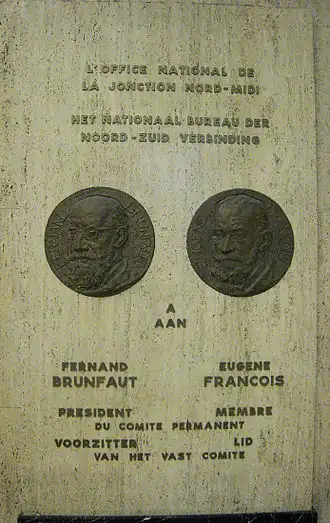 L'OFFICE NATIONAL DE
LA JONCTION NORD-MIDI
HET NATIONAAL BUREAU DER
NOORD-ZUID VERBINDING
A
AAN
FERNAND EUGENE
BRUNFAUT FRANCOIS
PRESIDENT MEMBRE
DU COMITE PERMANENT
VOORZITTER LID
VAN HET VAST COMITE